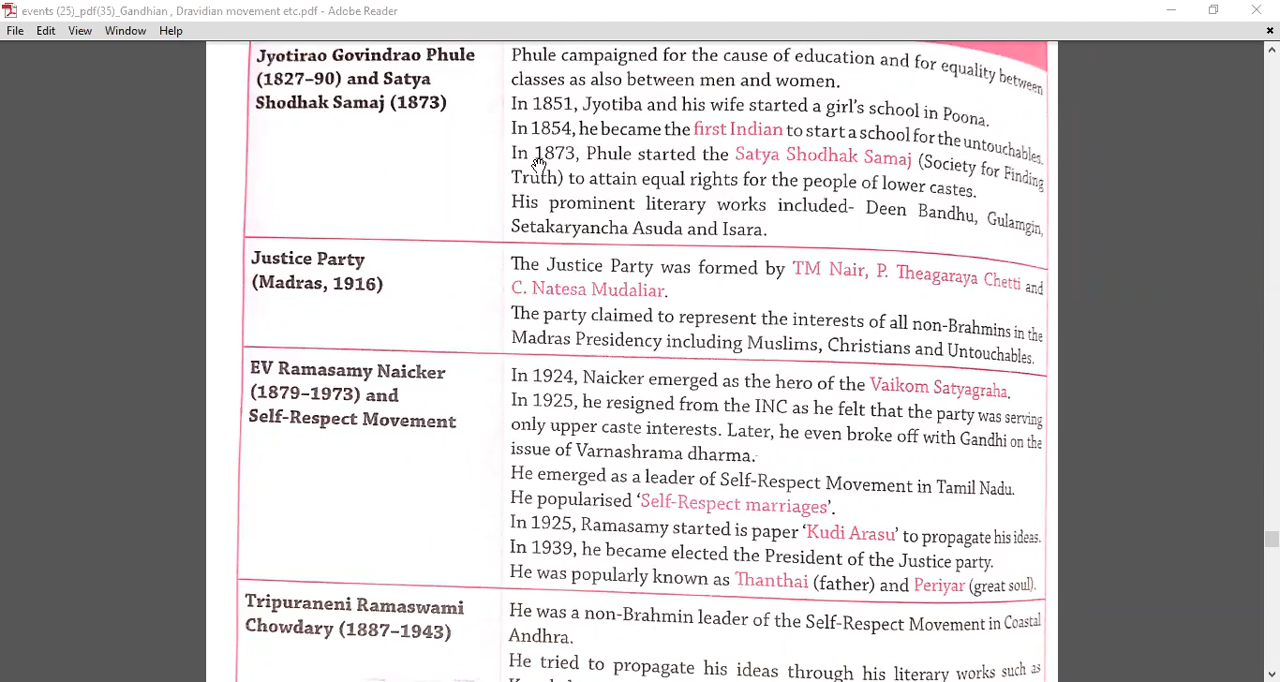 events (25)_pdf(35)_Gandhian , Dravidian movement etc.pdf - Adobe Reader
File Edit View Window Help
Jyotirao Govindrao Phule
(1827–90) and Satya
Shodhak Samaj (1873)
Phule campaigned for the cause of education and for equality between
classes as also between men and women.
In 1851, Jyotiba and his wife started a girl's school in Poona.
In 1854, he became the first Indian to start a school for the untouchables.
In 1873, Phule started the Satya Shodhak Samaj (Society for Finding
Truth) to attain equal rights for the people of lower castes.
His prominent literary works included- Deen Bandhu, Gulamgin,
Setakaryancha Asuda and Isara.
Justice Party
(Madras, 1916)
The Justice Party was formed by TM Nair, P. Theagaraya Chetti and
C. Natesa Mudaliar.
The party claimed to represent the interests of all non-Brahmins in the
Madras Presidency including Muslims, Christians and Untouchables.
EV Ramasamy Naicker
(1879–1973) and
Self-Respect Movement
In 1924, Naicker emerged as the hero of the Vaikom Satyagraha.
In 1925, he resigned from the INC as he felt that the party was serving
only upper caste interests. Later, he even broke off with Gandhi on the
issue of Varnashrama dharma.
He emerged as a leader of Self-Respect Movement in Tamil Nadu.
He popularised 'Self-Respect marriages'.
In 1925, Ramasamy started is paper 'Kudi Arasu' to propagate his ideas.
In 1939, he became elected the President of the Justice party.
He was popularly known as Thanthai (father) and Periyar (great soul).
Tripuraneni Ramaswami
Chowdary (1887–1943)
He was a non-Brahmin leader of the Self-Respect Movement in Coastal
Andhra.
He tried to propagate his ideas through his literary works such as